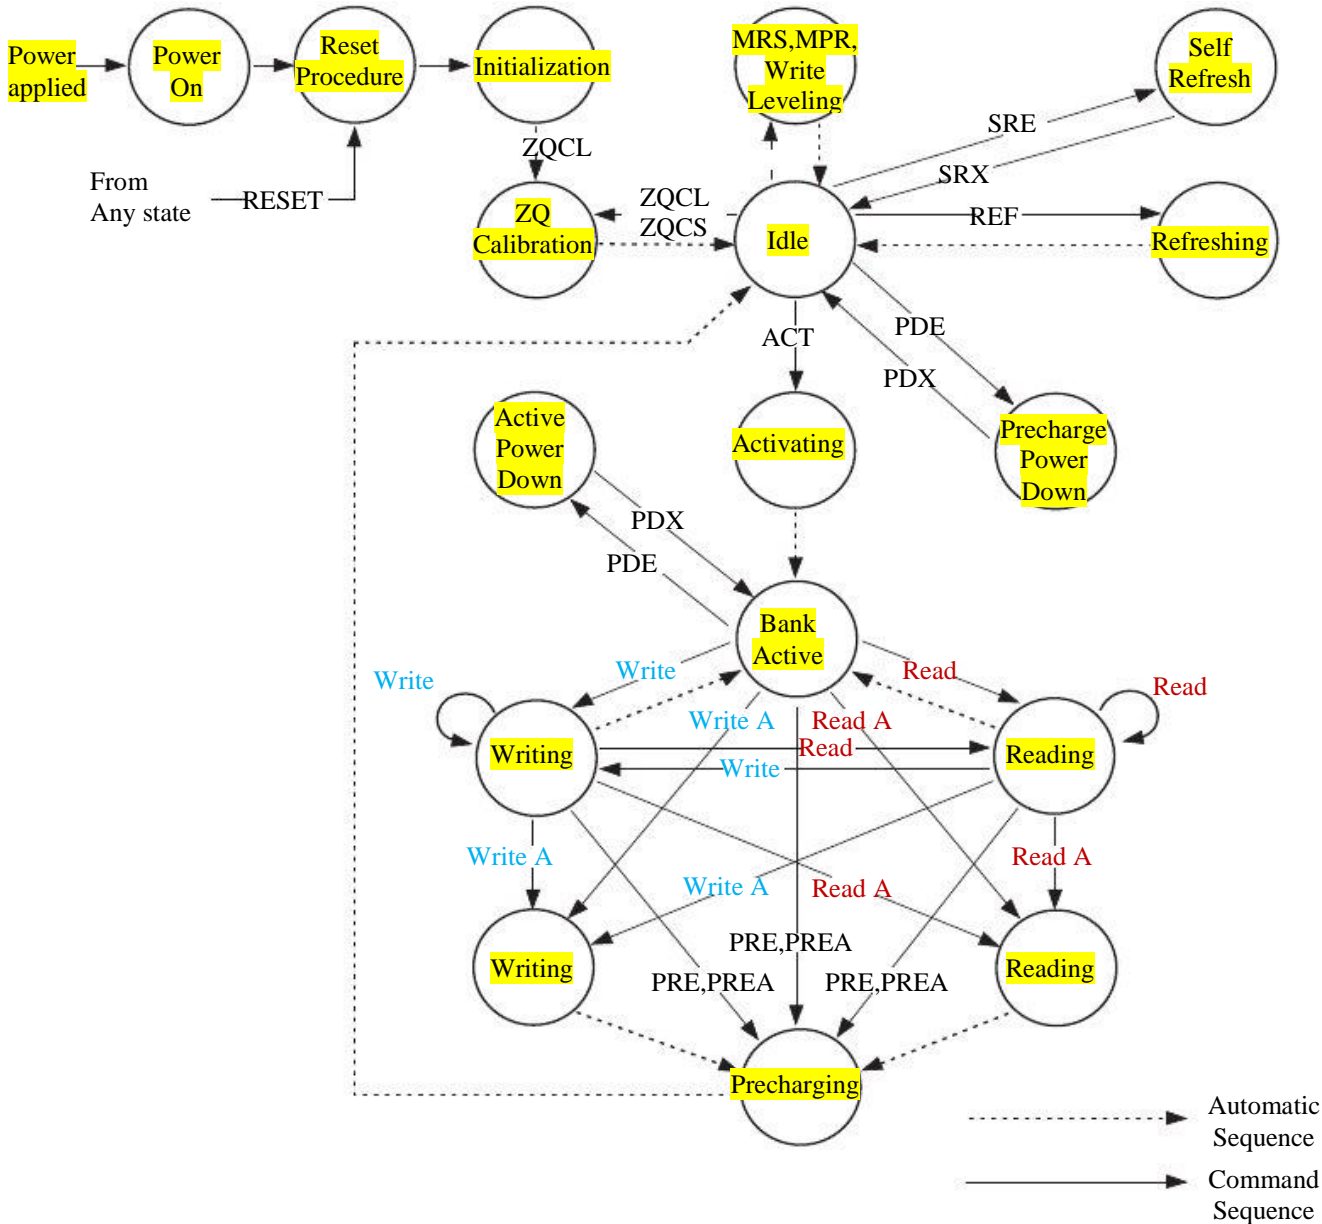 Power
applied
Power
On
Reset
Procedure
Initialization
MRS,MPR,
Write
Leveling
Self
Refresh
From
Any state
RESET
ZQCL
SRE
SRX
ZQ
Calibration
ZQCL
ZQCS
Idle
REF
Refreshing
ACT
PDE
PDX
Active
Power
Down
Activating
Precharge
Power
Down
PDX
PDE
Bank
Active
Write
Write
Read
Read
Write A
Read A
Writing
Read
Write
Reading
Write A
Write A
Read A
Read A
Writing
PRE,PREA
PRE,PREA
PRE,PREA
Reading
Precharging
Automatic
Sequence
Command
Sequence